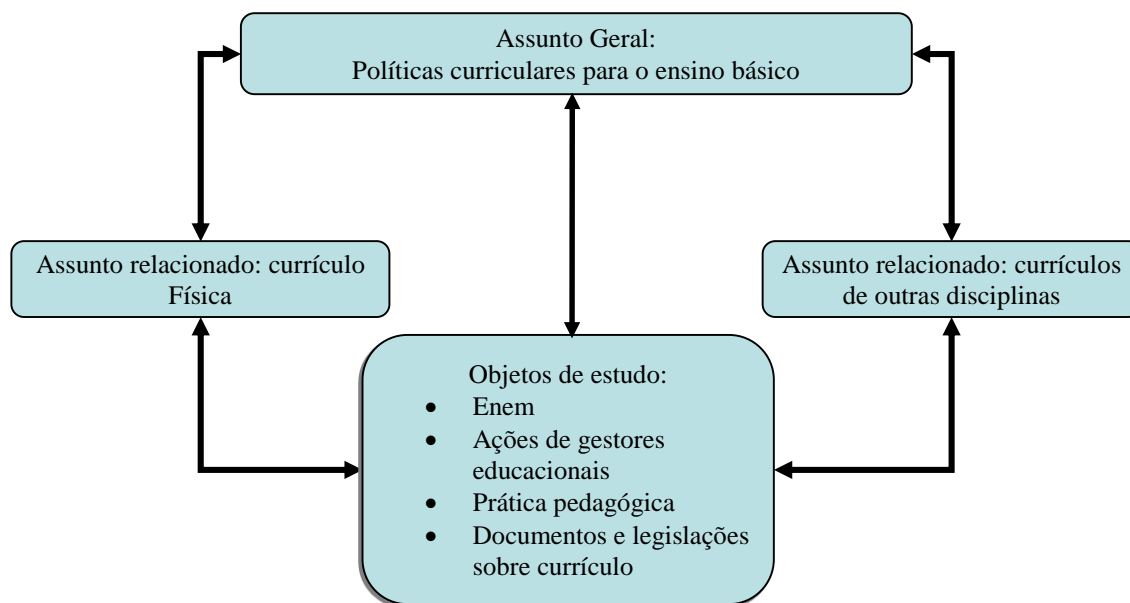 Assunto Geral:
Políticas curriculares para o ensino básico
Assunto relacionado: currículo
Física
Assunto relacionado: currículos
de outras disciplinas
Objetos de estudo:
• Enem
• Ações de gestores
educacionais
• Prática pedagógica
• Documentos e legislações
sobre currículo